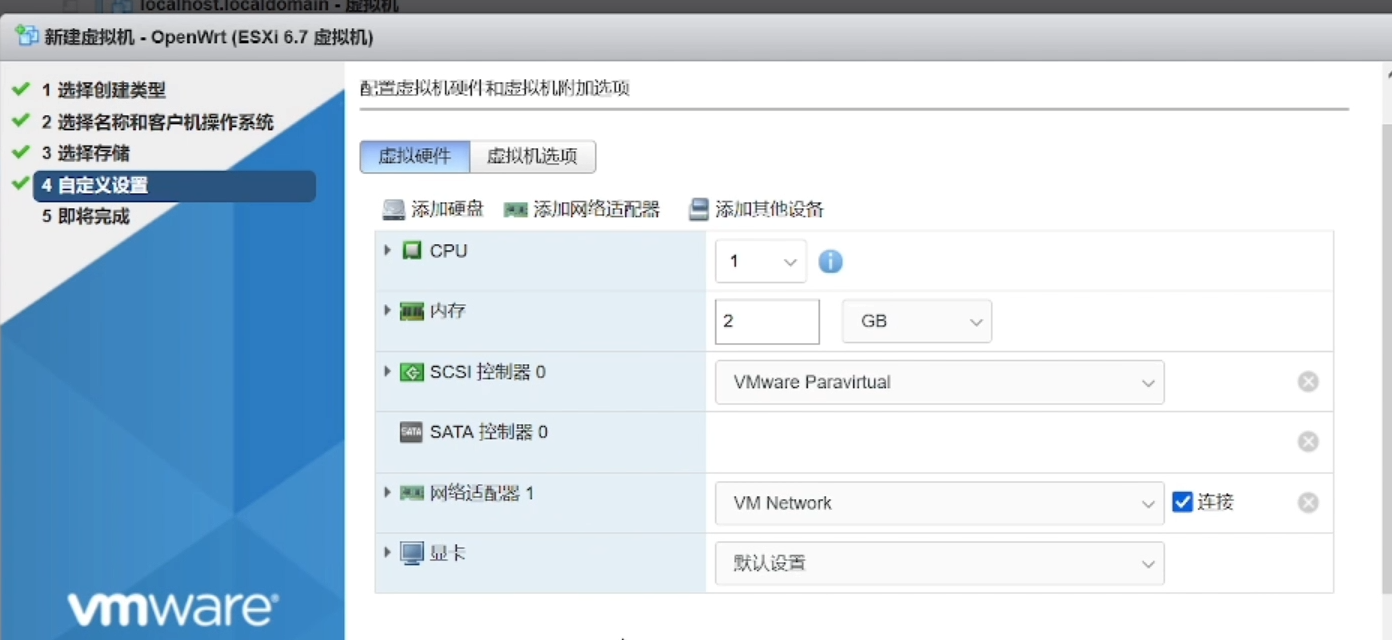 localhost.localdomain - 虚拟机
新建虚拟机 - OpenWrt (ESXi 6.7 虚拟机)
1 选择创建类型
2 选择名称和客户机操作系统
3 选择存储
4 自定义设置
5 即将完成
配置虚拟机硬件和虚拟机附加选项
虚拟硬件 虚拟机选项
添加硬盘 添加网络适配器 添加其他设备
CPU 1
内存 2 GB
SCSI 控制器 0 VMware Paravirtual
SATA SATA 控制器 0
网络适配器 1 VM Network 连接
显卡 默认设置
vmware®